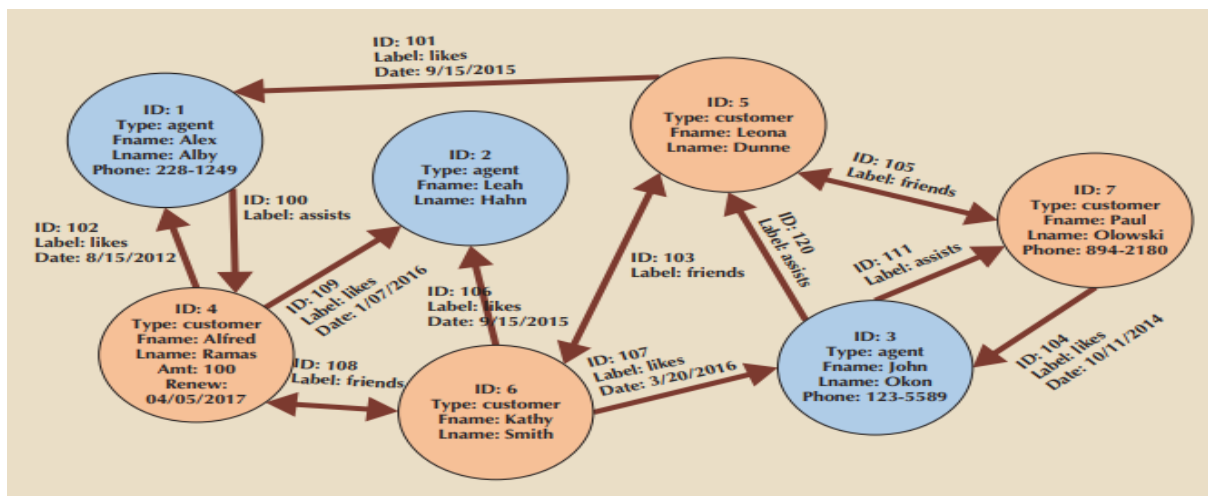 ID: 101
Label: likes
Date: 9/15/2015
ID: 1
Type: agent
Fname: Alex
Lname: Alby
Phone: 228-1249
ID: 5
Type: customer
Fname: Leona
Lname: Dunne
ID: 2
Type: agent
Fname: Leah
Lname: Hahn
ID: 105
Label: friends
ID: 7
Type: customer
Fname: Paul
Lname: Olowski
Phone: 894-2180
ID: 100
Label: assists
ID: 102
Label: likes
Date: 8/15/2012
ID: 120
Label: assists
ID: 103
Label: friends
ID: 111
Label: assists
ID: 109
Label: likes
Date: 1/07/2016
ID: 106
Label: likes
Date: 9/15/2015
ID: 4
Type: customer
Fname: Alfred
Lname: Ramas
Amt: 100
Renew:
04/05/2017
ID: 3
Type: agent
Fname: John
Lname: Okon
Phone: 123-5589
ID: 104
Label: likes
Date: 10/11/2014
ID: 107
Label: likes
Date: 3/20/2016
ID: 108
Label: friends
ID: 6
Type: customer
Fname: Kathy
Lname: Smith